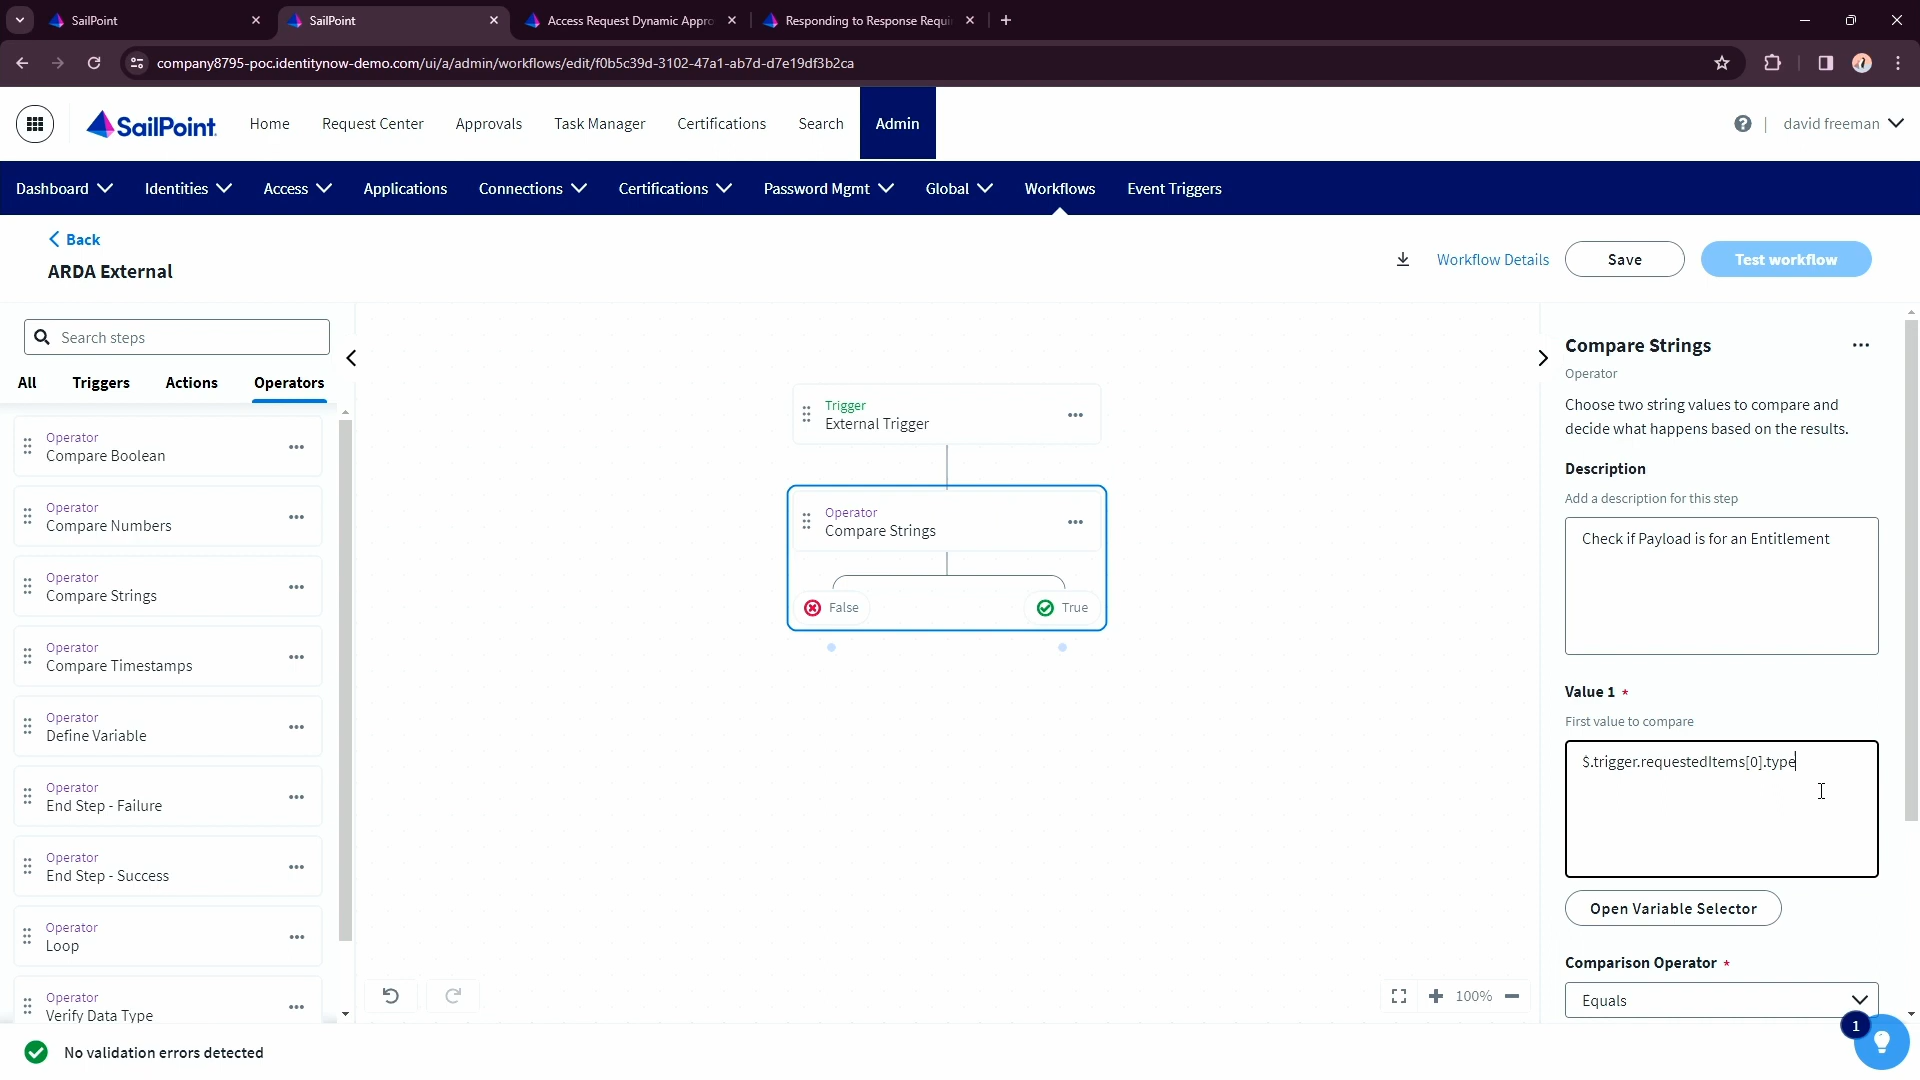 SailPoint
SailPoint
Access Request Dynamic Appro
Responding to Response Requi
company8795-poc.identitynow-demo.com/ui/a/admin/workflows/edit/f0b5c39d-3102-47a1-ab7d-d7e19df3b2ca
SailPoint
Home
Request Center
Approvals
Task Manager
Certifications
Search
Admin
david freeman
Dashboard
Identities
Access
Applications
Connections
Certifications
Password Mgmt
Global
Workflows
Event Triggers
Back
ARDA External
Workflow Details
Save
Test workflow
Search steps
All
Triggers
Actions
Operators
Operator
Compare Boolean
Operator
Compare Numbers
Operator
Compare Strings
Operator
Compare Timestamps
Operator
Define Variable
Operator
End Step - Failure
Operator
End Step - Success
Operator
Loop
Operator
Verify Data Type
Trigger
External Trigger
Operator
Compare Strings
False
True
100%
Compare Strings
Operator
Choose two string values to compare and
decide what happens based on the results.
Description
Add a description for this step
Check if Payload is for an Entitlement
Value 1 *
First value to compare
$.trigger.requestedItems[0].type
Open Variable Selector
Comparison Operator *
Equals
1
No validation errors detected